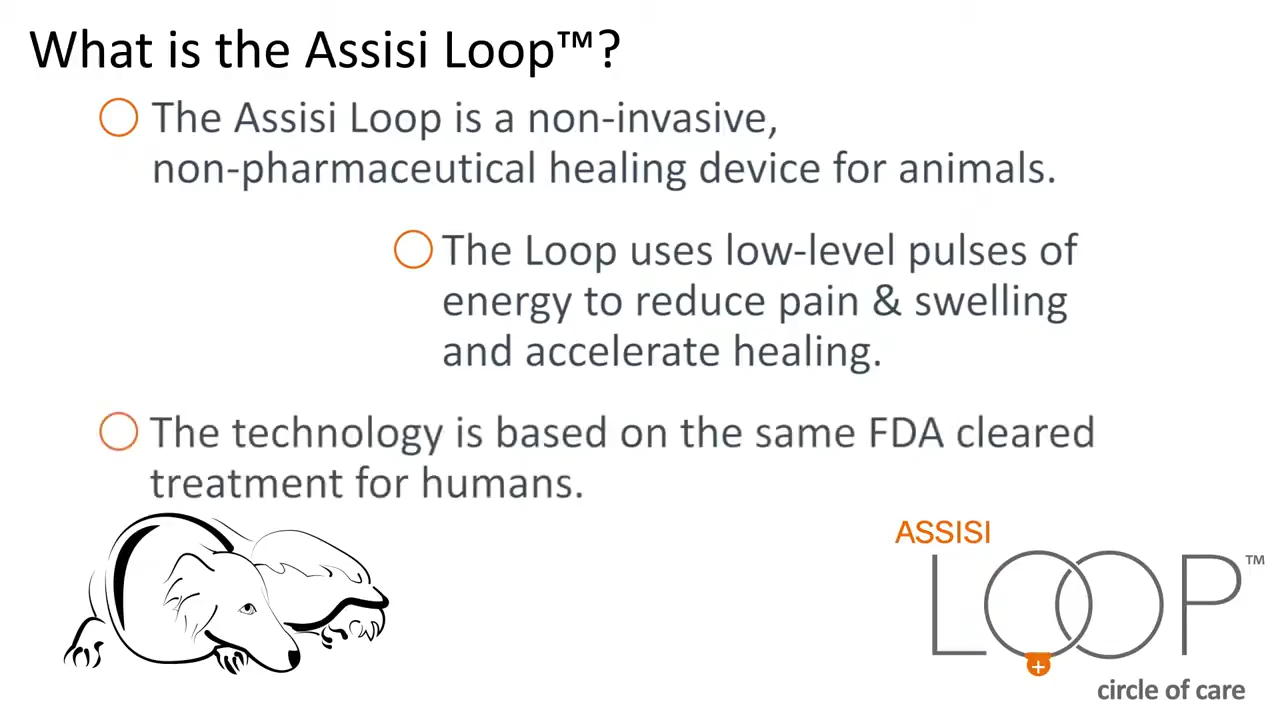 What is the Assisi Loop™?
The Assisi Loop is a non-invasive,
non-pharmaceutical healing device for animals.
The Loop uses low-level pulses of
energy to reduce pain & swelling
and accelerate healing.
The technology is based on the same FDA cleared
treatment for humans.
ASSISI
LOOP™
circle of care